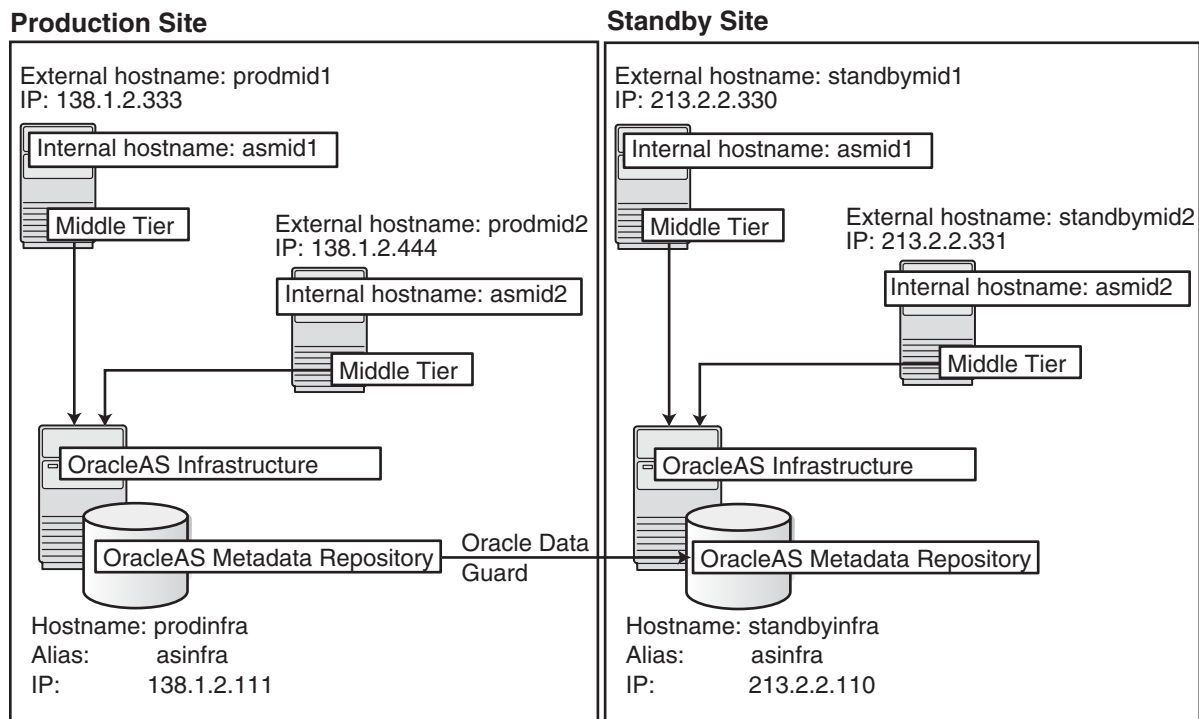 Production Site
External hostname: prodmid1
IP: 138.1.2.333
Internal hostname: asmid1
Middle Tier
External hostname: prodmid2
IP: 138.1.2.444
Internal hostname: asmid2
Middle Tier
OracleAS Infrastructure
OracleAS Metadata Repository
Oracle Data
Guard
Hostname: prodinfra
Alias: asinfra
IP: 138.1.2.111
Standby Site
External hostname: standbymid1
IP: 213.2.2.330
Internal hostname: asmid1
Middle Tier
External hostname: standbymid2
IP: 213.2.2.331
Internal hostname: asmid2
Middle Tier
OracleAS Infrastructure
OracleAS Metadata Repository
Hostname: standbyinfra
Alias: asinfra
IP: 213.2.2.110